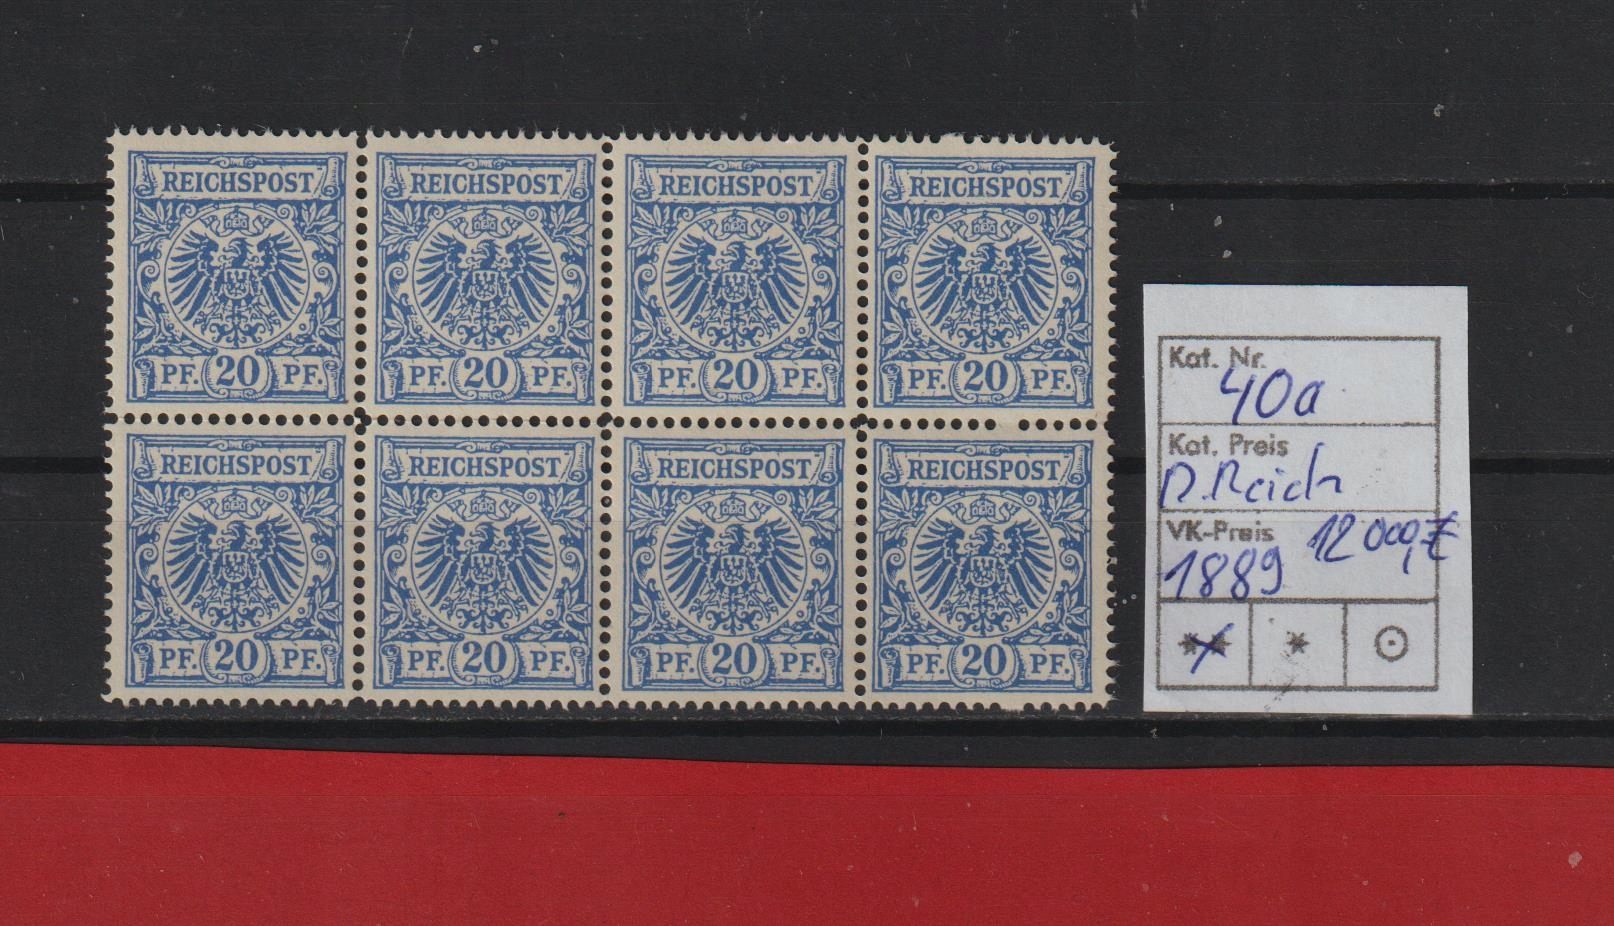 REICHSPOST REICHSPOST REICHSPOST REICHSPOST
PF. 20 PF. PF. 20 PF. PF. 20 PF. PF. 20 PF.
REICHSPOST REICHSPOST REICHSPOST REICHSPOST
PF. 20 PF. PF. 20 PF. PF. 20 PF. PF. 20 PF.
Kat. Nr.
40a
Kat. Preis
D.Reich
VK-Preis 12 000,€
1889
** * ⊙